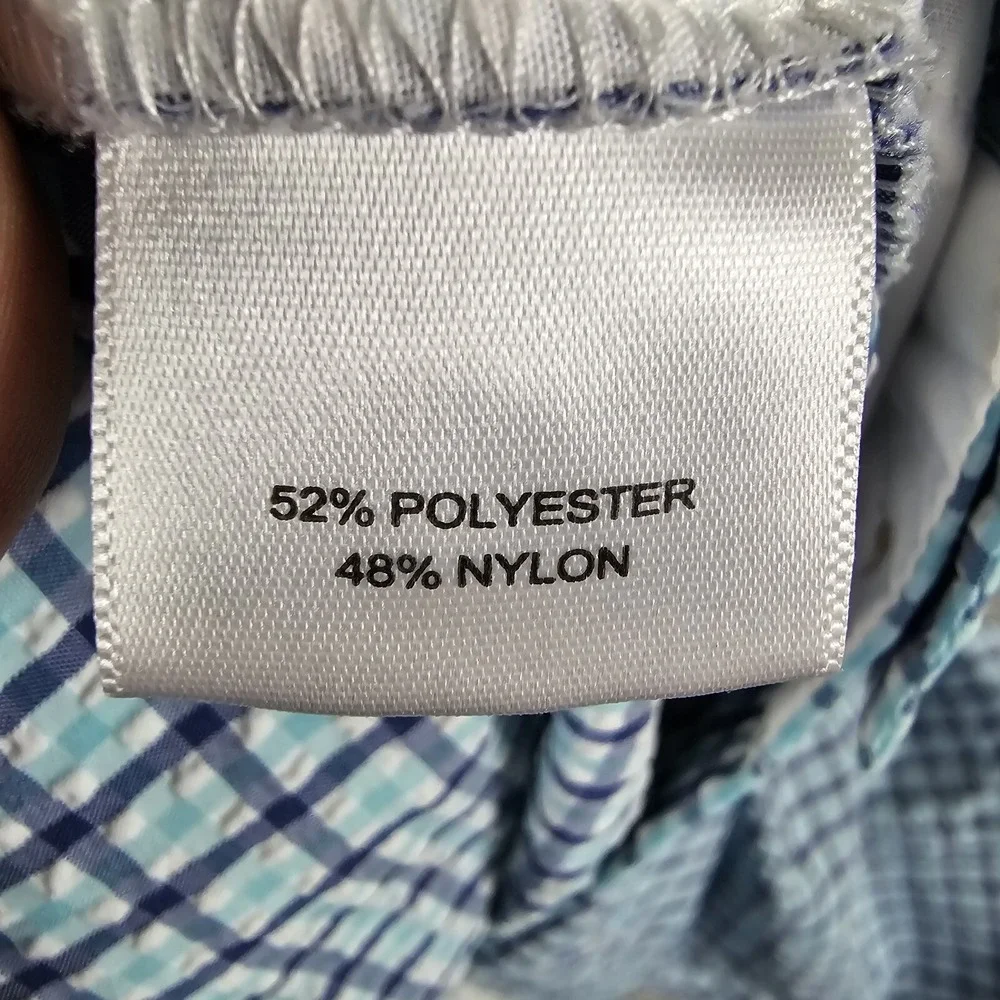 52% POLYESTER
48% NYLON